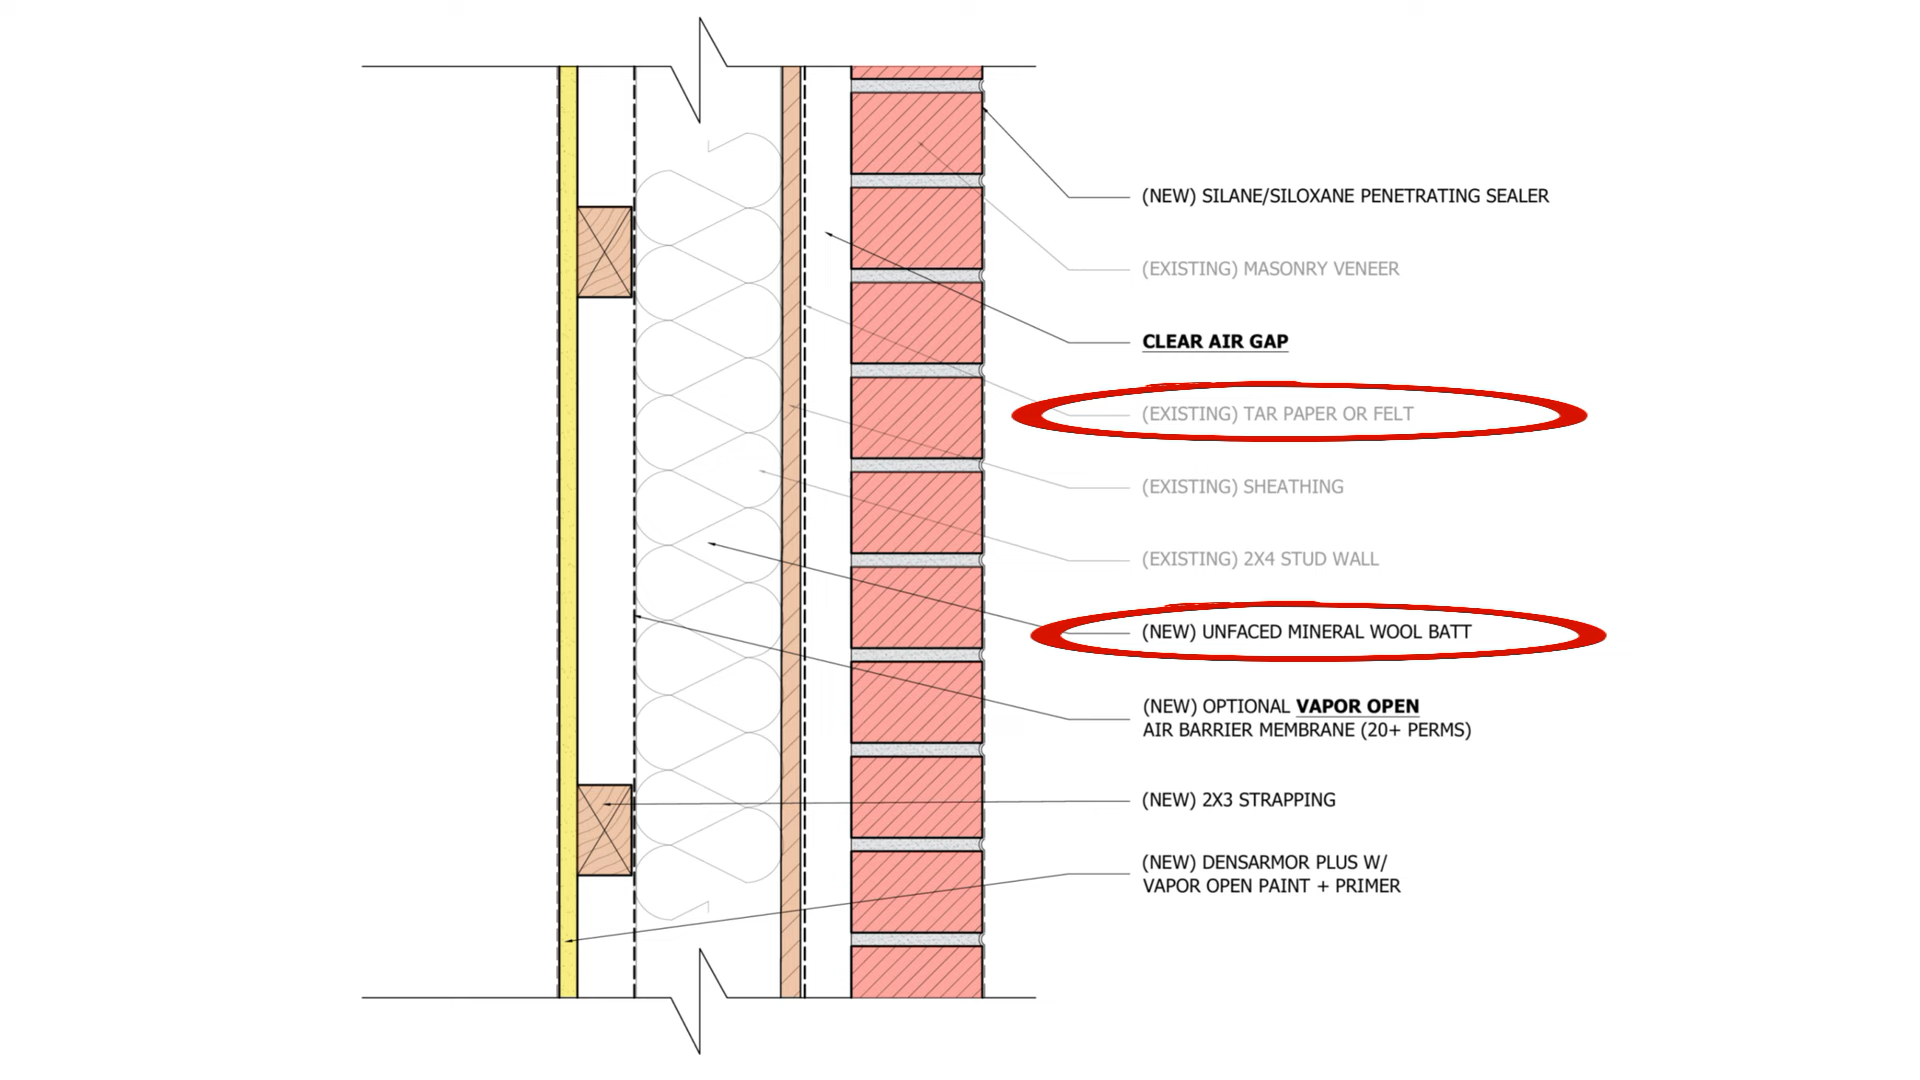 (NEW) SILANE/SILOXANE PENETRATING SEALER
(EXISTING) MASONRY VENEER
CLEAR AIR GAP
(EXISTING) TAR PAPER OR FELT
(EXISTING) SHEATHING
(EXISTING) 2X4 STUD WALL
(NEW) UNFACED MINERAL WOOL BATT
(NEW) OPTIONAL VAPOR OPEN
AIR BARRIER MEMBRANE (20+ PERMS)
(NEW) 2X3 STRAPPING
(NEW) DENSARMOR PLUS W/
VAPOR OPEN PAINT + PRIMER